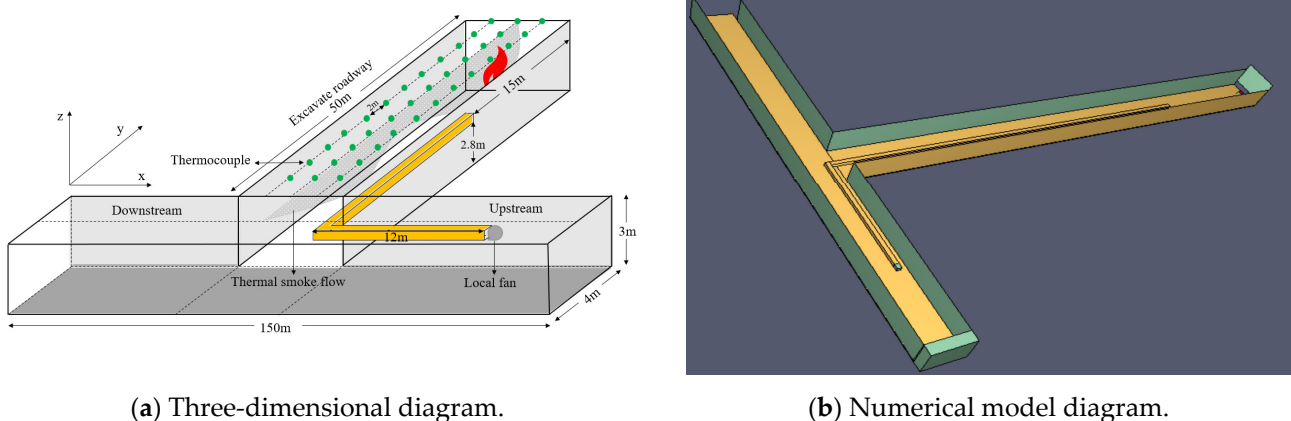 Excavate roadway
50m
2m
15m
z
y
x
Thermocouple
2.8m
Downstream
Upstream
3m
12m
Thermal smoke flow
Local fan
4m
150m
(a) Three-dimensional diagram.
(b) Numerical model diagram.